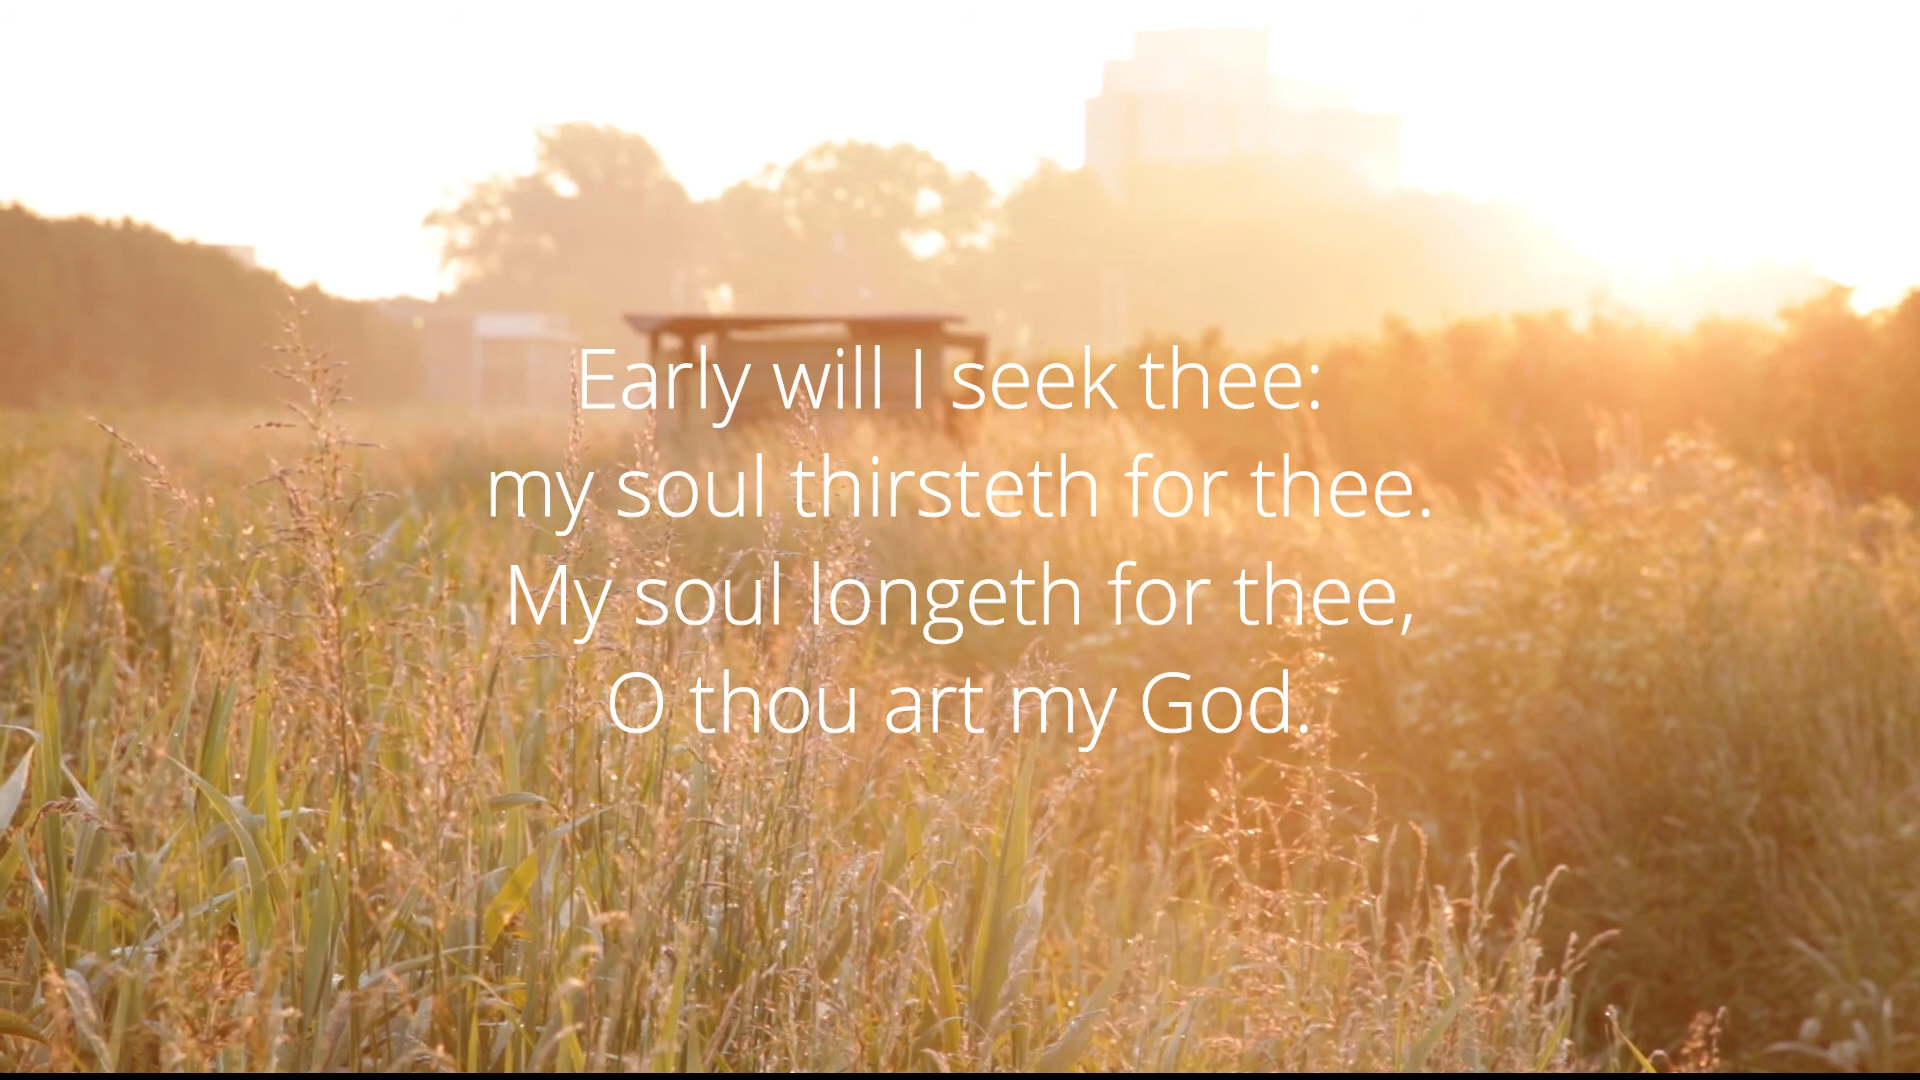 Early will I seek thee:
my soul thirsteth for thee.
My soul longeth for thee,
O thou art my God.